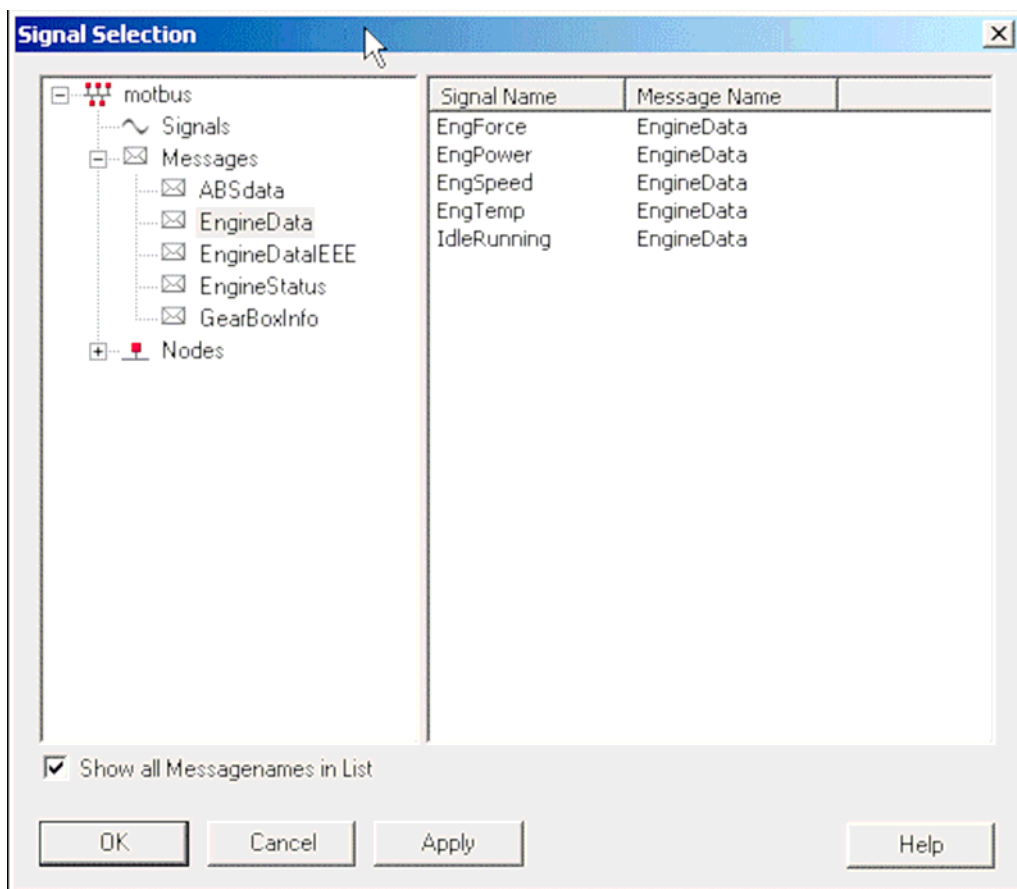 Signal Selection
motbus
Signals
Messages
ABSdata
EngineData
EngineDataIEEE
EngineStatus
GearBoxInfo
Nodes
Signal Name Message Name
EngForce EngineData
EngPower EngineData
EngSpeed EngineData
EngTemp EngineData
IdleRunning EngineData
Show all Messagenames in List
OK Cancel Apply Help